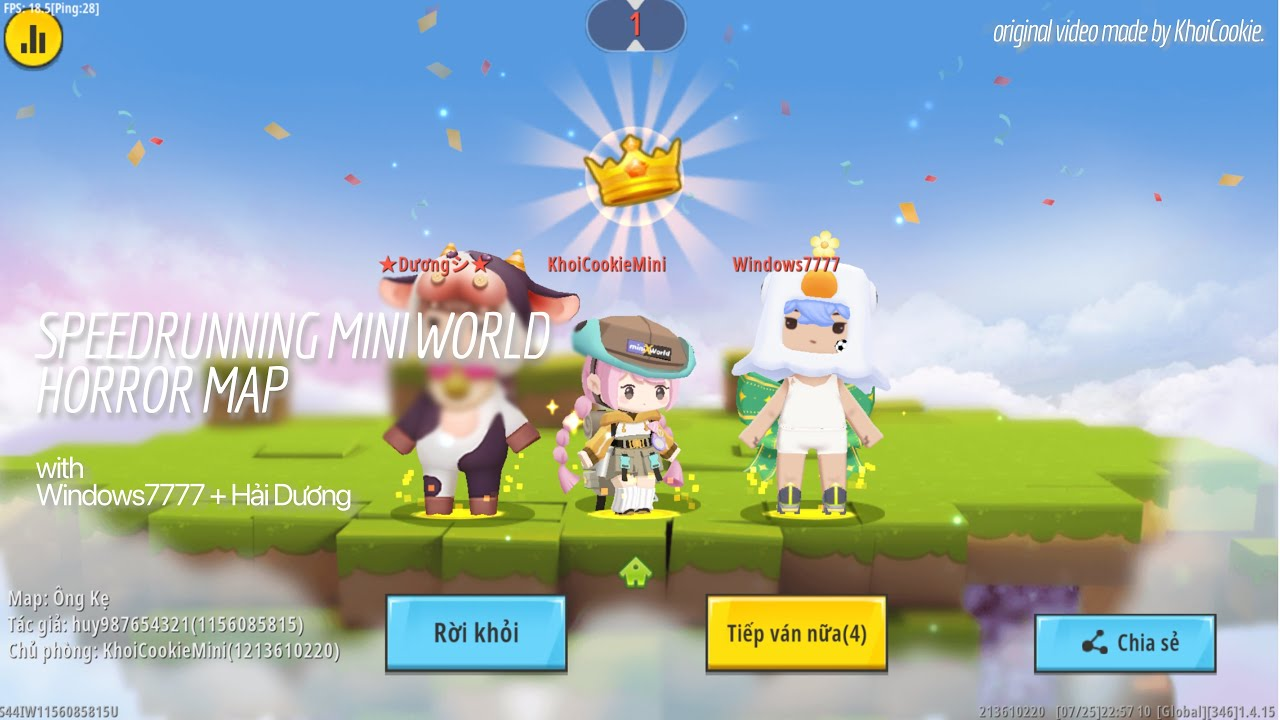 FPS: 18.5[Ping:28]
1
original video made by KhoiCookie.
★Dươngシ★
KhoiCookieMini
Windows7777
mini World
SPEEDRUNNING MINI WORLD
HORROR MAP
with
Windows7777 + Hải Dương
Map: Ông Kẹ
Tác giả: huy987654321(1156085815)
Chủ phòng: KhoiCookieMini(1213610220)
Rời khỏi
Tiếp ván nữa(4)
Chia sẻ
S44IW1156085815U
213610220 [07/25]22:57 10 [Global][346]1.4.15